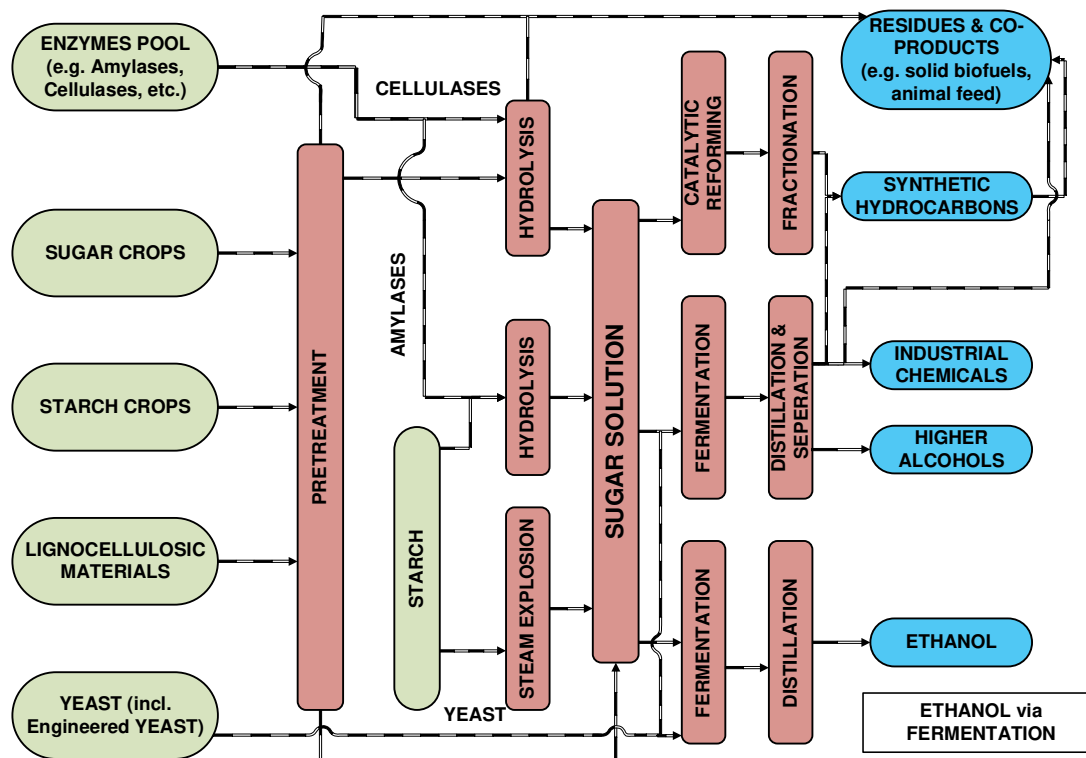 ENZYMES POOL
(e.g. Amylases,
Cellulases, etc.)
SUGAR CROPS
STARCH CROPS
LIGNOCELLULOSIC
MATERIALS
YEAST (incl.
Engineered YEAST)
PRETREATMENT
CELLULASES
AMYLASES
STARCH
YEAST
HYDROLYSIS
HYDROLYSIS
STEAM EXPLOSION
SUGAR SOLUTION
CATALYTIC
REFORMING
FRACTIONATION
FERMENTATION
DISTILLATION &
SEPERATION
FERMENTATION
DISTILLATION
RESIDUES & CO-
PRODUCTS
(e.g. solid biofuels,
animal feed)
SYNTHETIC
HYDROCARBONS
INDUSTRIAL
CHEMICALS
HIGHER
ALCOHOLS
ETHANOL
ETHANOL via
FERMENTATION